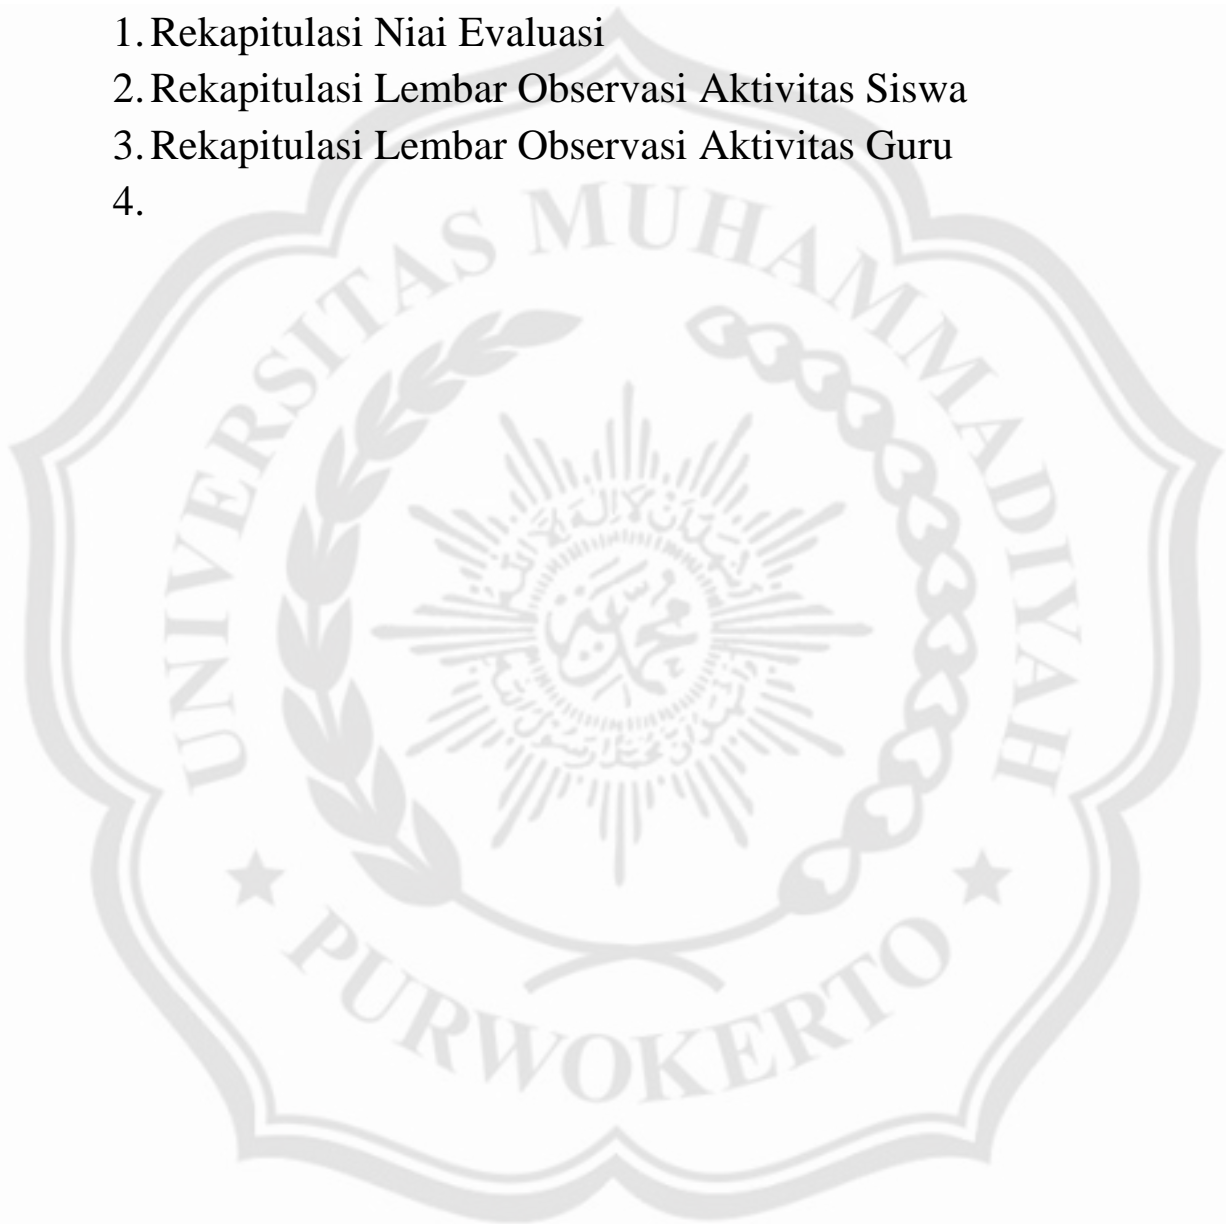 1. Rekapitulasi Niai Evaluasi
2. Rekapitulasi Lembar Observasi Aktivitas Siswa
3. Rekapitulasi Lembar Observasi Aktivitas Guru
4.
UNIVERSITAS MUHAMMADIYAH
PURWOKERTO